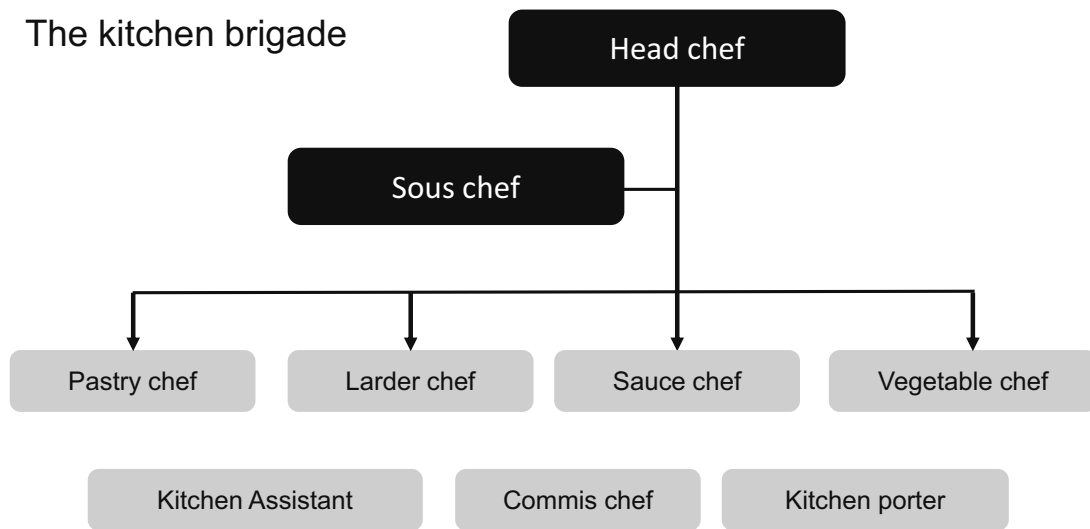 The kitchen brigade
Head chef
Sous chef
Pastry chef
Larder chef
Sauce chef
Vegetable chef
Kitchen Assistant
Commis chef
Kitchen porter